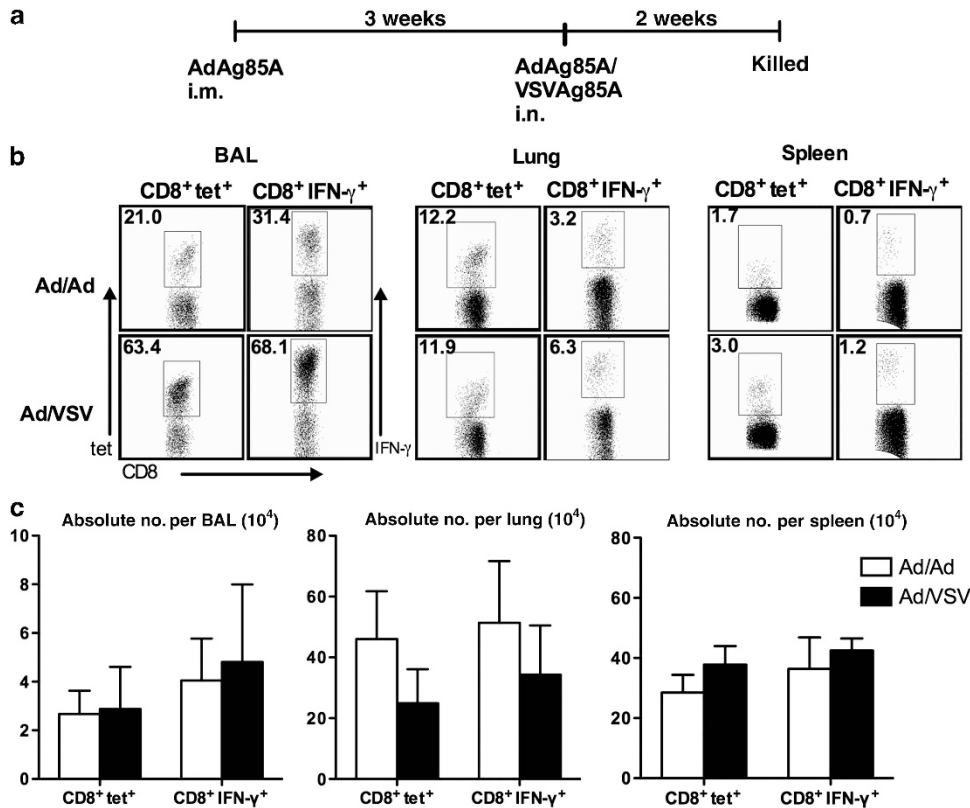 a
3 weeks 2 weeks
AdAg85A i.m.
AdAg85A/ VSVAg85A i.n.
Killed
b
BAL Lung Spleen
CD8+ tet+ CD8+ IFN-γ+ CD8+ tet+ CD8+ IFN-γ+ CD8+ tet+ CD8+ IFN-γ+
Ad/Ad 21.0 31.4 12.2 3.2 1.7 0.7
Ad/VSV 63.4 68.1 11.9 6.3 3.0 1.2
tet IFN-γ
CD8
c
Absolute no. per BAL (10⁴)
10
8
6
4
2
0
CD8+ tet+ CD8+ IFN-γ+
Absolute no. per lung (10⁴)
80
60
40
20
0
CD8+ tet+ CD8+ IFN-γ+
Absolute no. per spleen (10⁴)
80
60
40
20
0
CD8+ tet+ CD8+ IFN-γ+
Ad/Ad
Ad/VSV